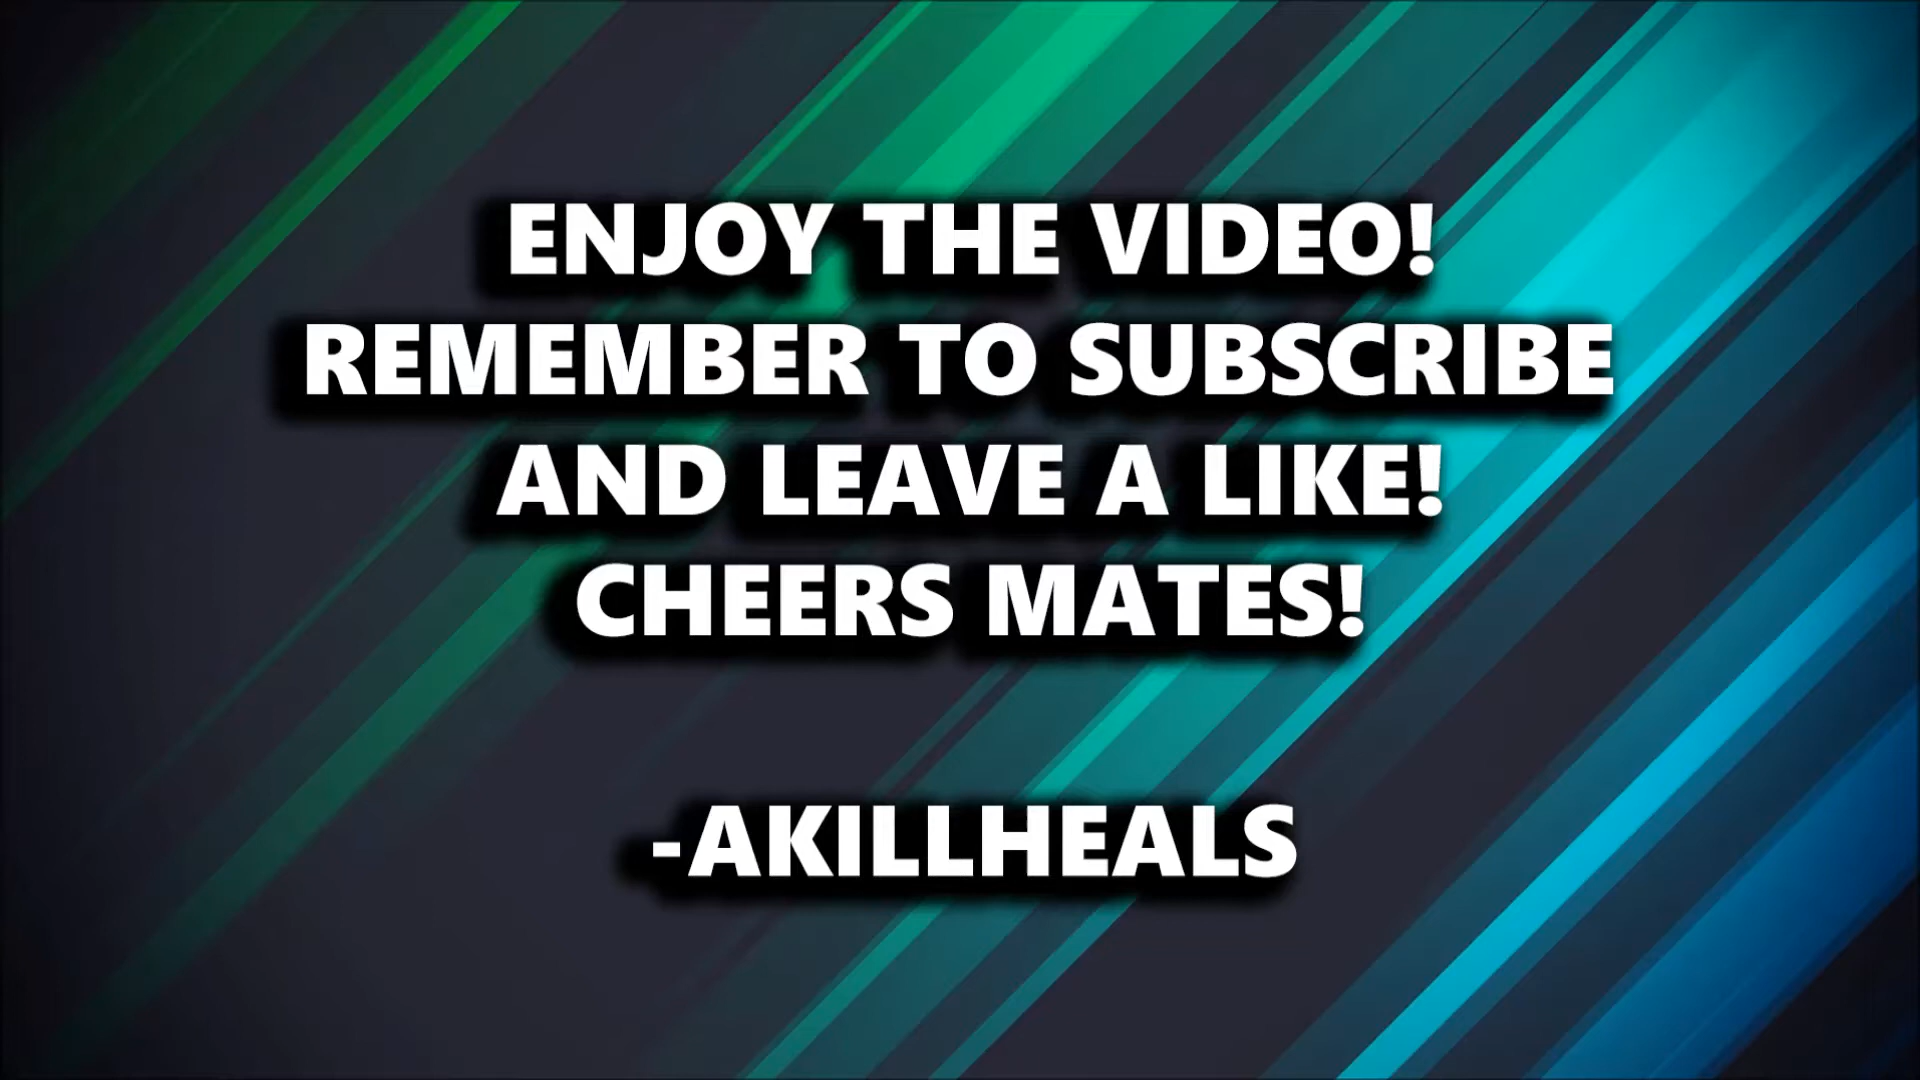 ENJOY THE VIDEO!
REMEMBER TO SUBSCRIBE
AND LEAVE A LIKE!
CHEERS MATES!
-AKILLHEALS